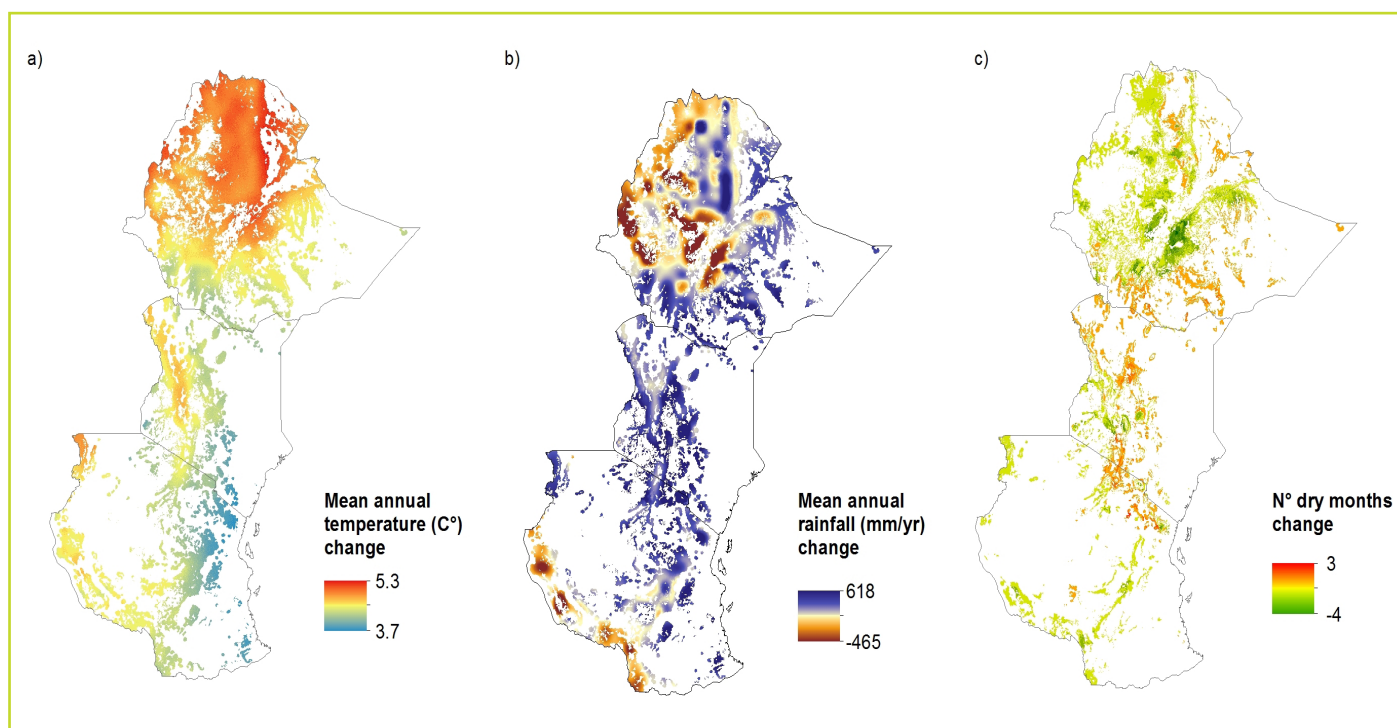 a)
b)
c)
Mean annual
temperature (C°)
change
5.3
3.7
Mean annual
rainfall (mm/yr)
change
618
-465
N° dry months
change
3
-4